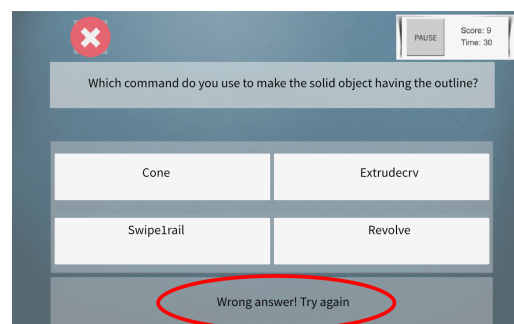 PAUSE
Score: 9
Time: 30
Which command do you use to make the solid object having the outline?
Cone
Extrudecrv
Swipe1rail
Revolve
Wrong answer! Try again